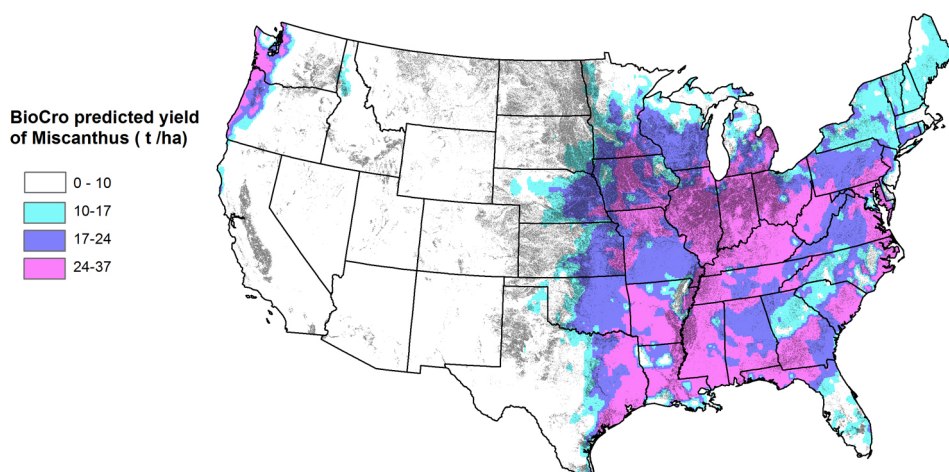 BioCro predicted yield
of Miscanthus ( t /ha)
0 - 10
10-17
17-24
24-37